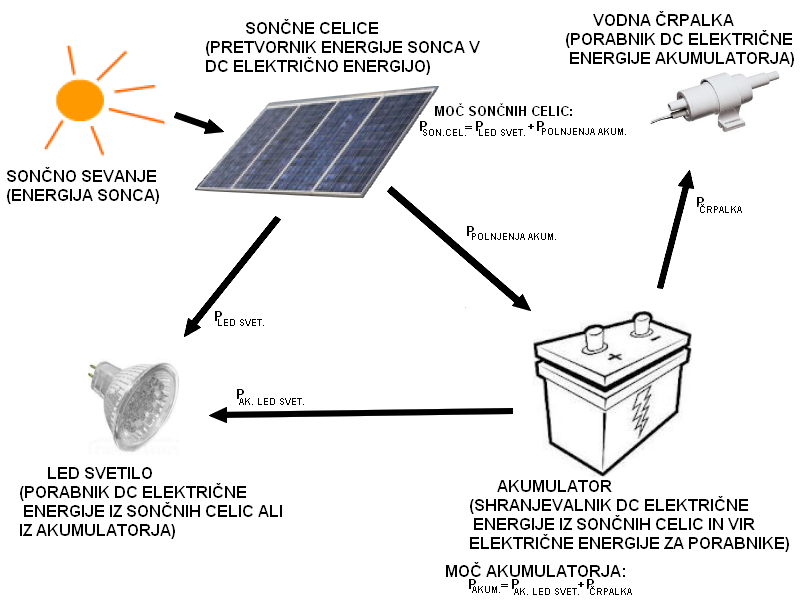 SONČNE CELICE
(PRETVORNIK ENERGIJE SONCA V
DC ELEKTRIČNO ENERGIJO)
VODNA ČRPALKA
(PORABNIK DC ELEKTRIČNE
ENERGIJE AKUMULATORJA)
MOČ SONČNIH CELIC:
PSON.CEL.=PLED SVET.+PPOLNJENJA AKUM.
SONČNO SEVANJE
(ENERGIJA SONCA)
PČRPALKA
PPOLNJENJA AKUM.
PLED SVET.
+ -
PAK. LED SVET.
LED SVETILO
(PORABNIK DC ELEKTRIČNE
ENERGIJE IZ SONČNIH CELIC ALI
IZ AKUMULATORJA)
AKUMULATOR
(SHRANJEVALNIK DC ELEKTRIČNE
ENERGIJE IZ SONČNIH CELIC IN VIR
ELEKTRIČNE ENERGIJE ZA PORABNIKE)
MOČ AKUMULATORJA:
PAKUM.=PAK. LED SVET.+PČRPALKA